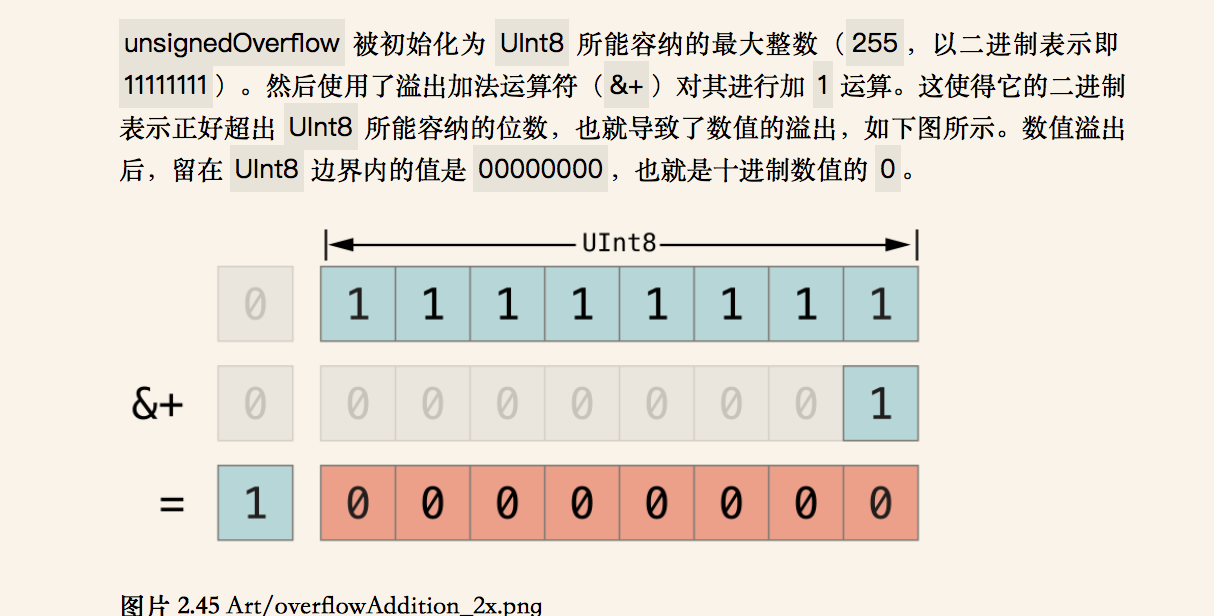 unsignedOverflow 被初始化为 UInt8 所能容纳的最大整数（255，以二进制表示即
11111111）。然后使用了溢出加法运算符（&+）对其进行加 1 运算。这使得它的二进制
表示正好超出 UInt8 所能容纳的位数，也就导致了数值的溢出，如下图所示。数值溢出
后，留在 UInt8 边界内的值是 00000000，也就是十进制数值的 0。
UInt8
0 1 1 1 1 1 1 1 1
&+ 0 0 0 0 0 0 0 0 1
= 1 0 0 0 0 0 0 0 0
图片 2.45 Art/overflowAddition_2x.png